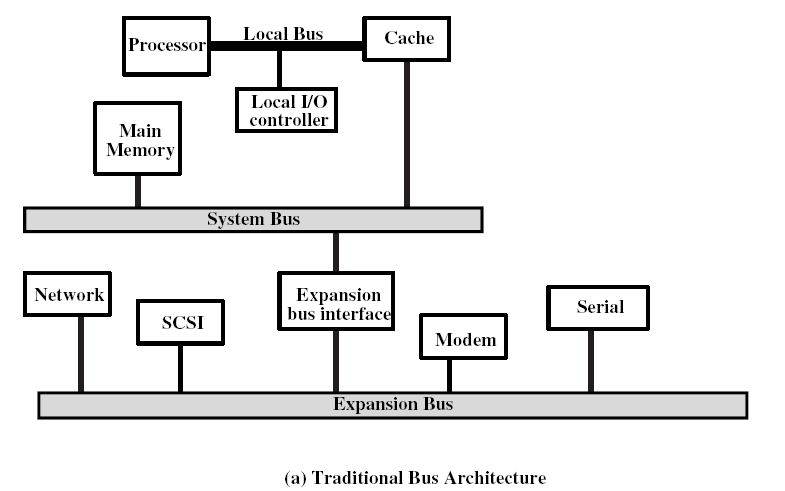 Local Bus
Processor
Cache
Local I/O
controller
Main
Memory
System Bus
Network
SCSI
Expansion
bus interface
Modem
Serial
Expansion Bus
(a) Traditional Bus Architecture